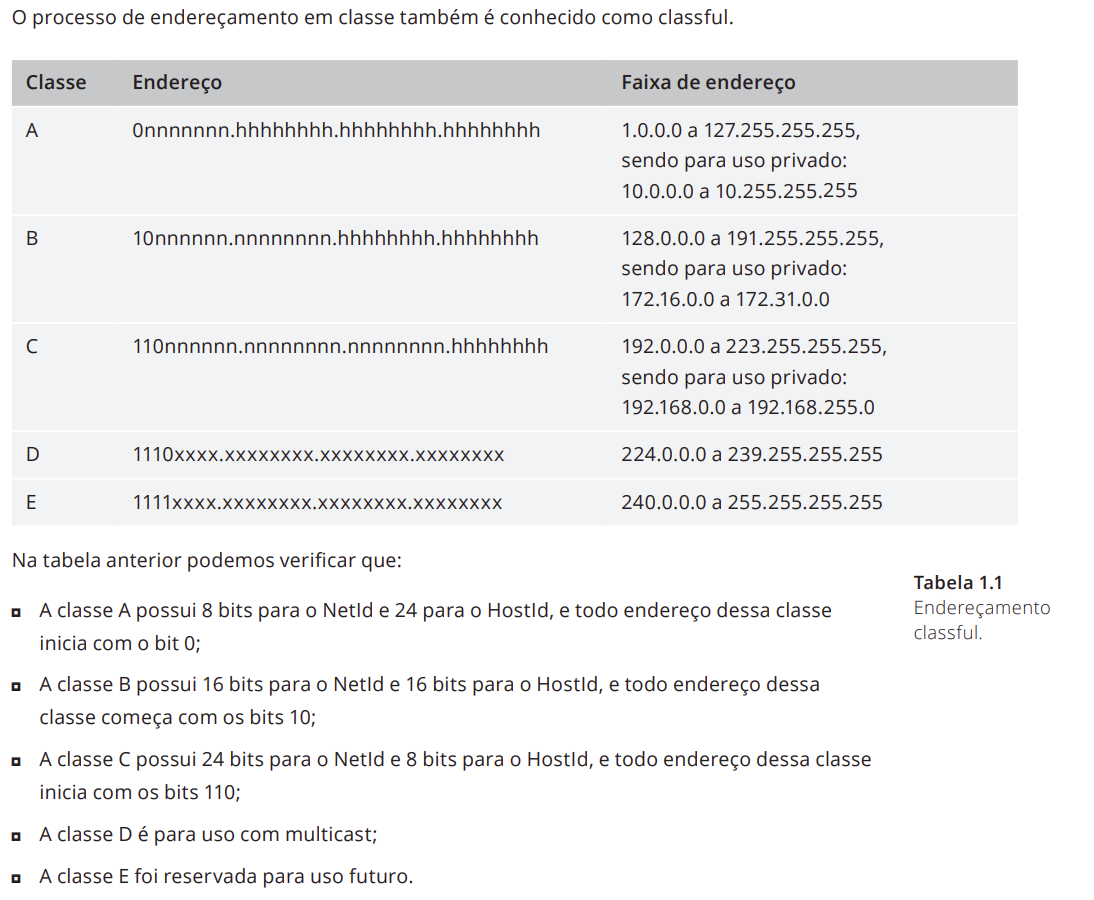 O processo de endereçamento em classe também é conhecido como classful.
Classe Endereço Faixa de endereço
A 0nnnnnnn.hhhhhhhh.hhhhhhhh.hhhhhhhh 1.0.0.0 a 127.255.255.255,
sendo para uso privado:
10.0.0.0 a 10.255.255.255
B 10nnnnnn.nnnnnnnn.hhhhhhhh.hhhhhhhh 128.0.0.0 a 191.255.255.255,
sendo para uso privado:
172.16.0.0 a 172.31.0.0
C 110nnnnnn.nnnnnnnn.nnnnnnnn.hhhhhhhh 192.0.0.0 a 223.255.255.255,
sendo para uso privado:
192.168.0.0 a 192.168.255.0
D 1110xxxx.xxxxxxxx.xxxxxxxx.xxxxxxxx 224.0.0.0 a 239.255.255.255
E 1111xxxx.xxxxxxxx.xxxxxxxx.xxxxxxxx 240.0.0.0 a 255.255.255.255
Na tabela anterior podemos verificar que:
Tabela 1.1
Endereçamento
classful.
A classe A possui 8 bits para o NetId e 24 para o HostId, e todo endereço dessa classe
inicia com o bit 0;
A classe B possui 16 bits para o NetId e 16 bits para o HostId, e todo endereço dessa
classe começa com os bits 10;
A classe C possui 24 bits para o NetId e 8 bits para o HostId, e todo endereço dessa classe
inicia com os bits 110;
A classe D é para uso com multicast;
A classe E foi reservada para uso futuro.